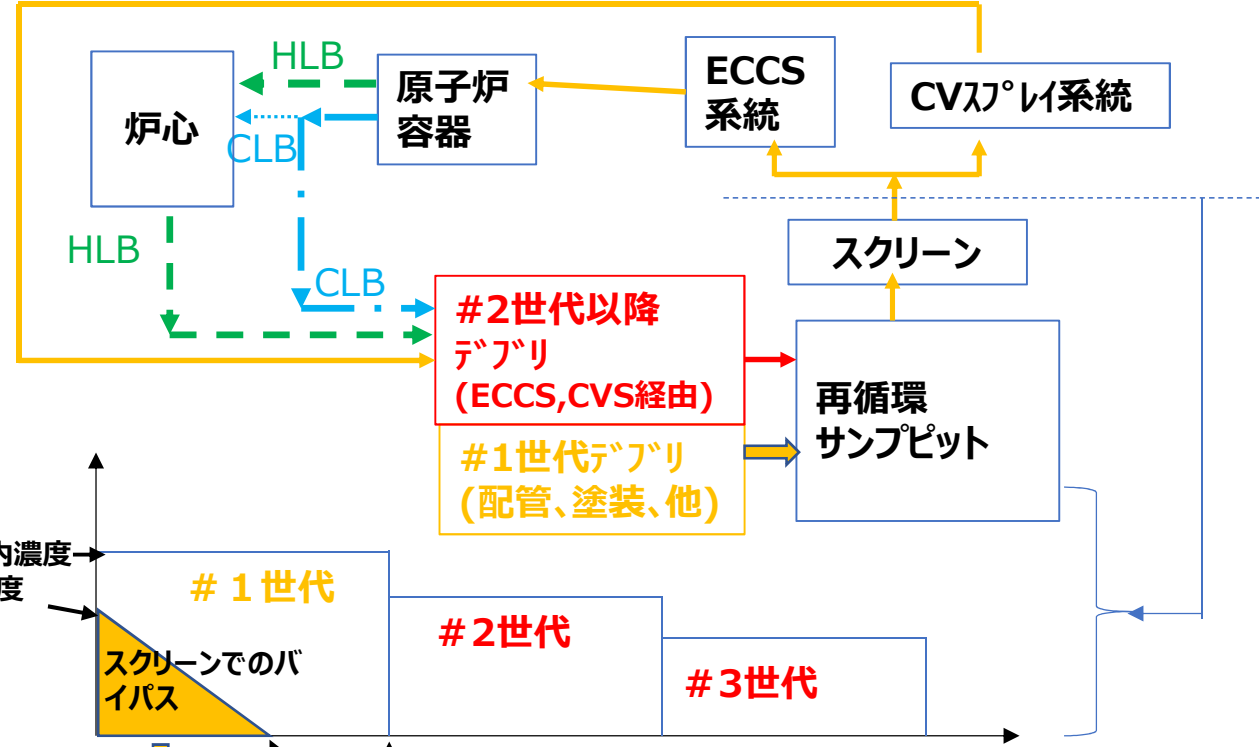 HLB
炉心
CLB
原子炉
容器
ECCS
系統
CVｽﾌﾟﾚｲ系統
HLB
CLB
スクリーン
#2世代以降
ﾃﾞﾌﾞﾘ
(ECCS,CVS経由)
#1世代ﾃﾞﾌﾞﾘ
(配管、塗装、他)
再循環
サンプピット
内濃度
度
#１世代
#2世代
#3世代
スクリーンでのバ
イパス